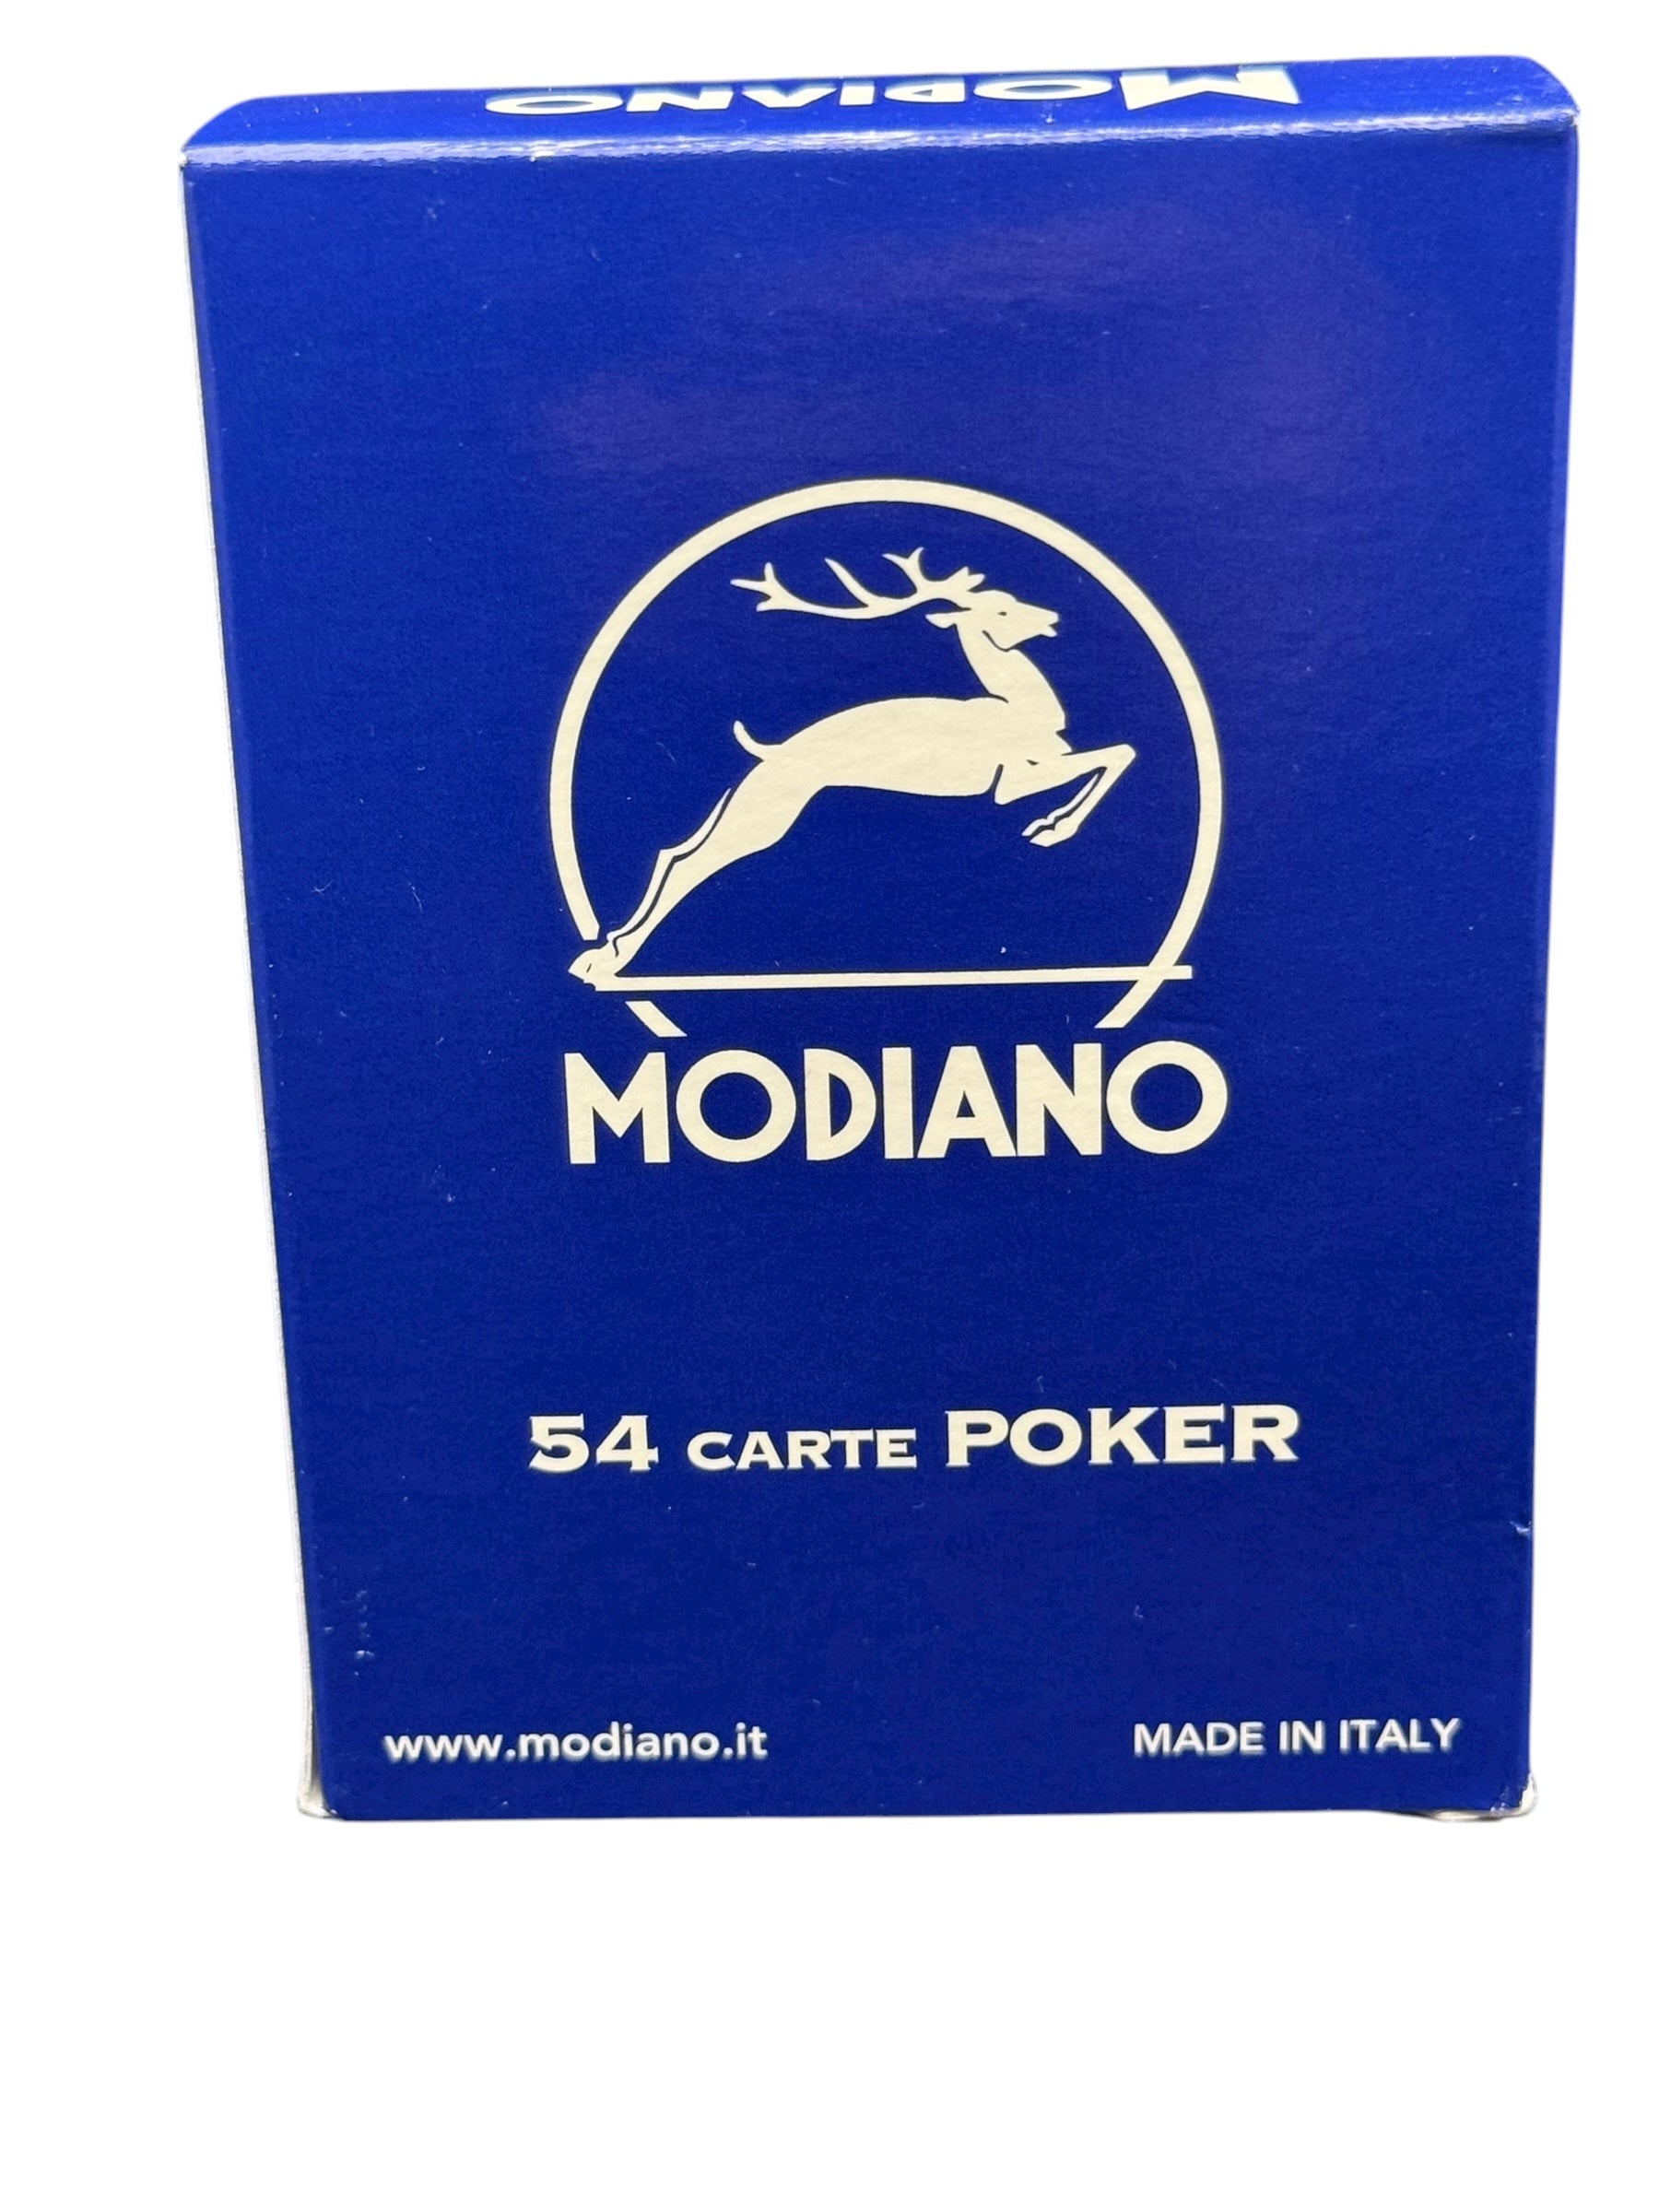 MODIANO
MODIANO
54 CARTE POKER
www.modiano.it
MADE IN ITALY